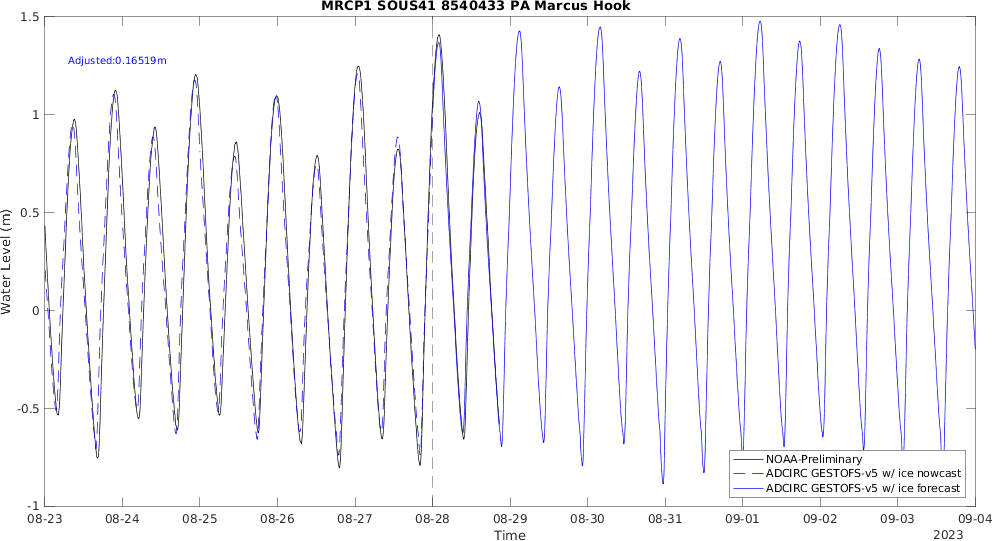 MRCP1 SOUS41 8540433 PA Marcus Hook
1.5
Adjusted:0.16519m
1
0.5
Water Level (m)
0
-0.5
NOAA-Preliminary
ADCIRC GESTOFS-v5 w/ ice nowcast
ADCIRC GESTOFS-v5 w/ ice forecast
-1
08-23 08-24 08-25 08-26 08-27 08-28 08-29 08-30 08-31 09-01 09-02 09-03 09-04
Time 2023